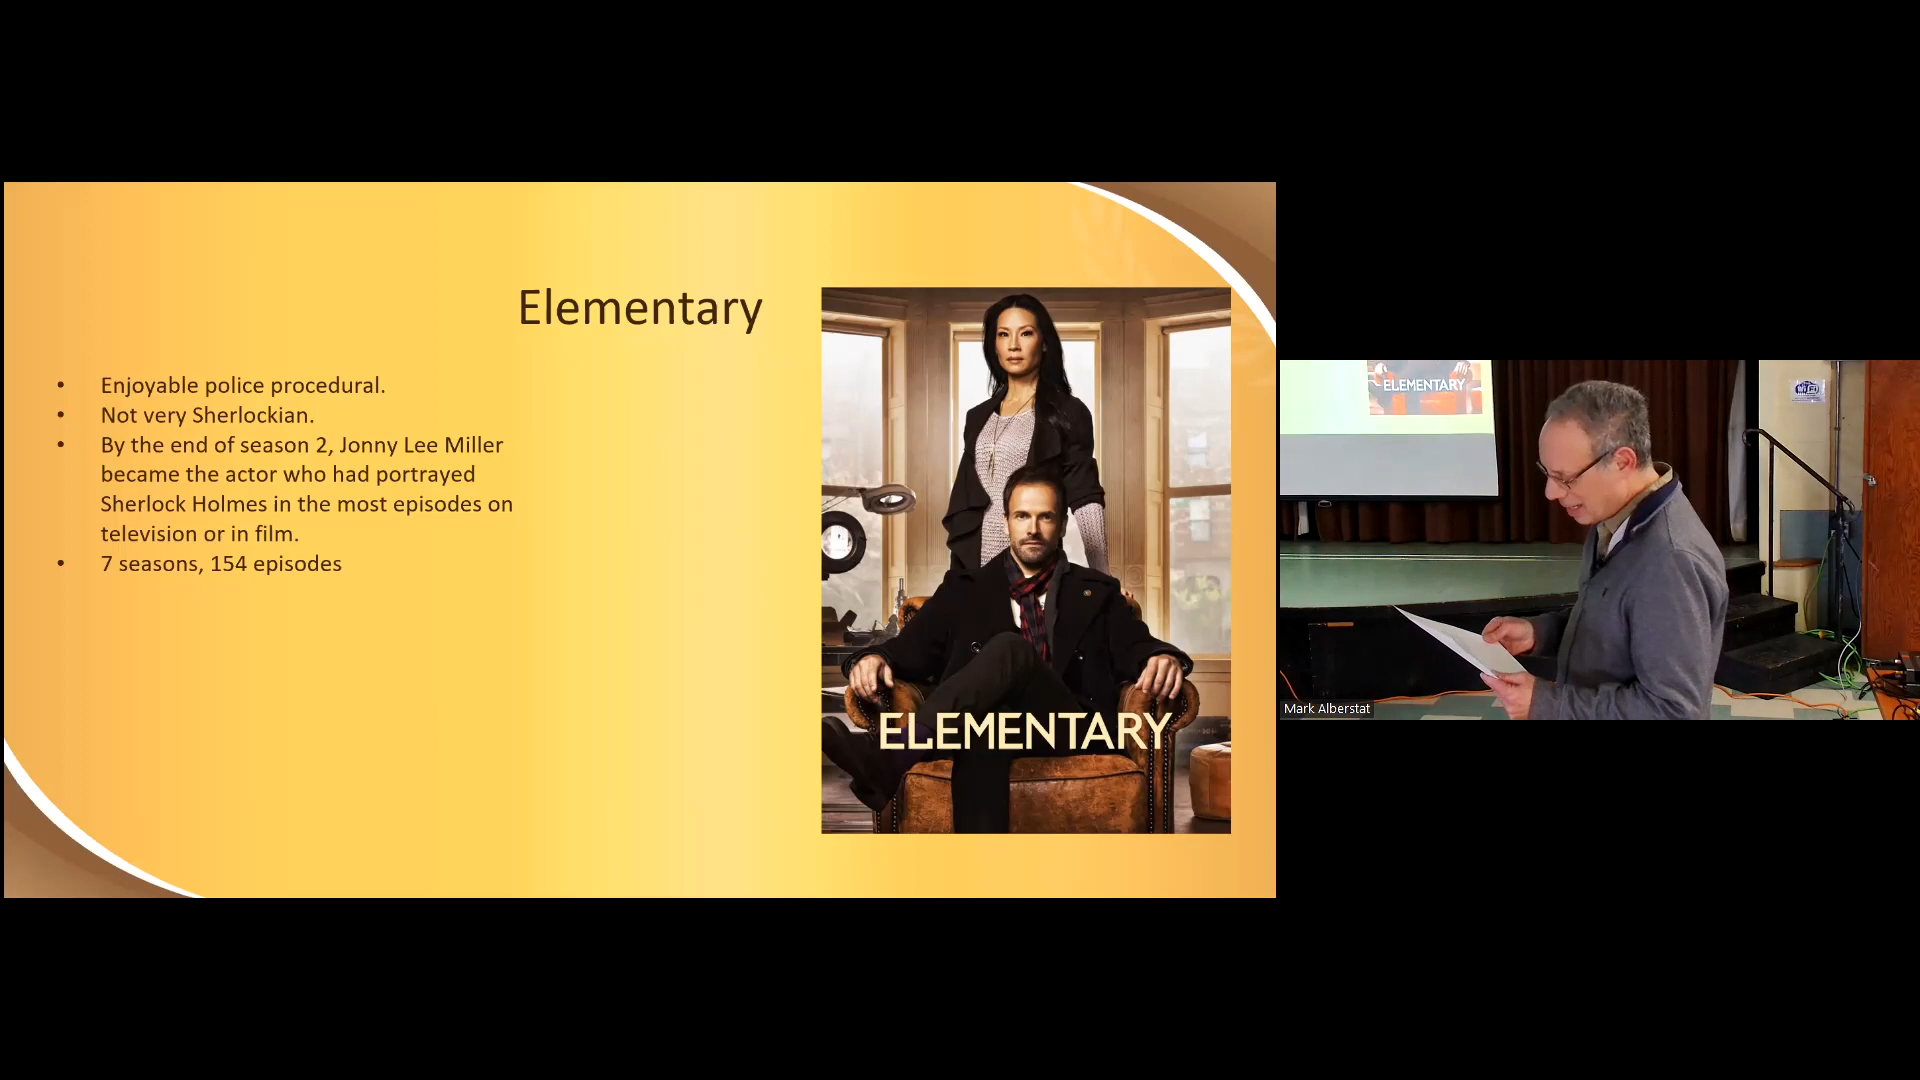 Elementary
• Enjoyable police procedural.
• Not very Sherlockian.
• By the end of season 2, Jonny Lee Miller
became the actor who had portrayed
Sherlock Holmes in the most episodes on
television or in film.
• 7 seasons, 154 episodes
ELEMENTARY
ELEMENTARY
Mark Alberstat